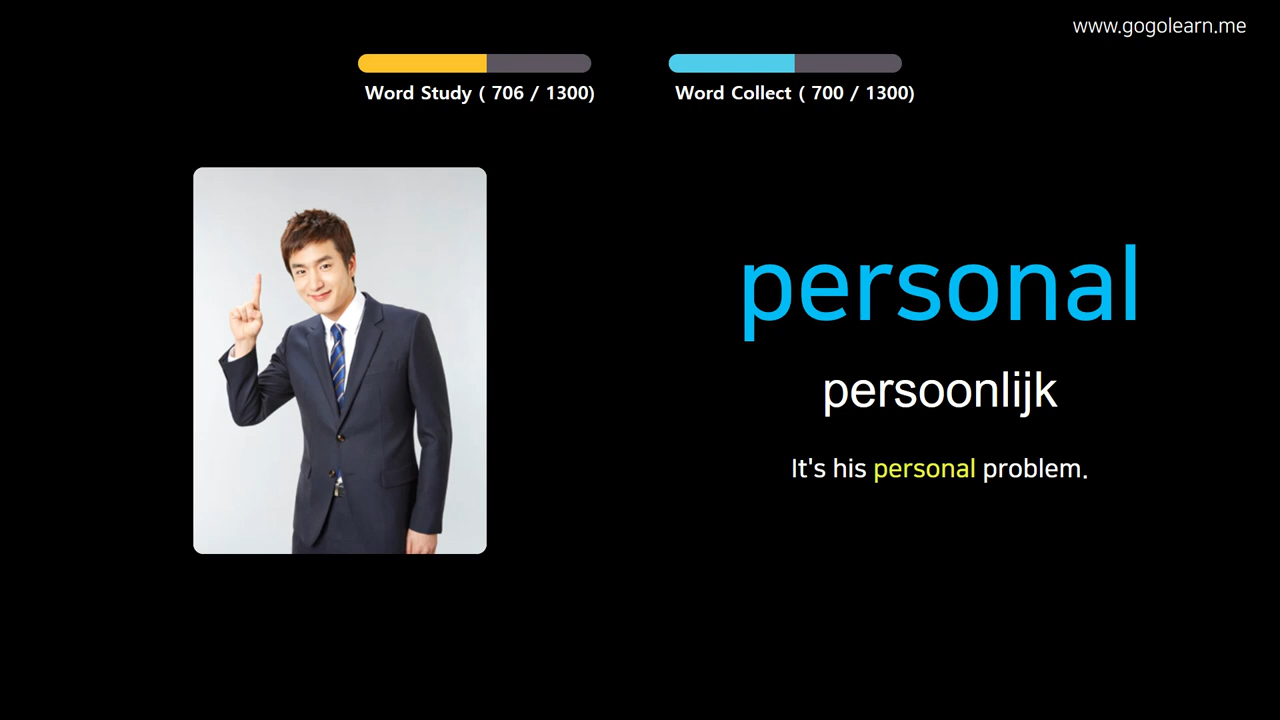 www.gogolearn.me
Word Study ( 706 / 1300)
Word Collect ( 700 / 1300)
personal
persoonlijk
It's his personal problem.